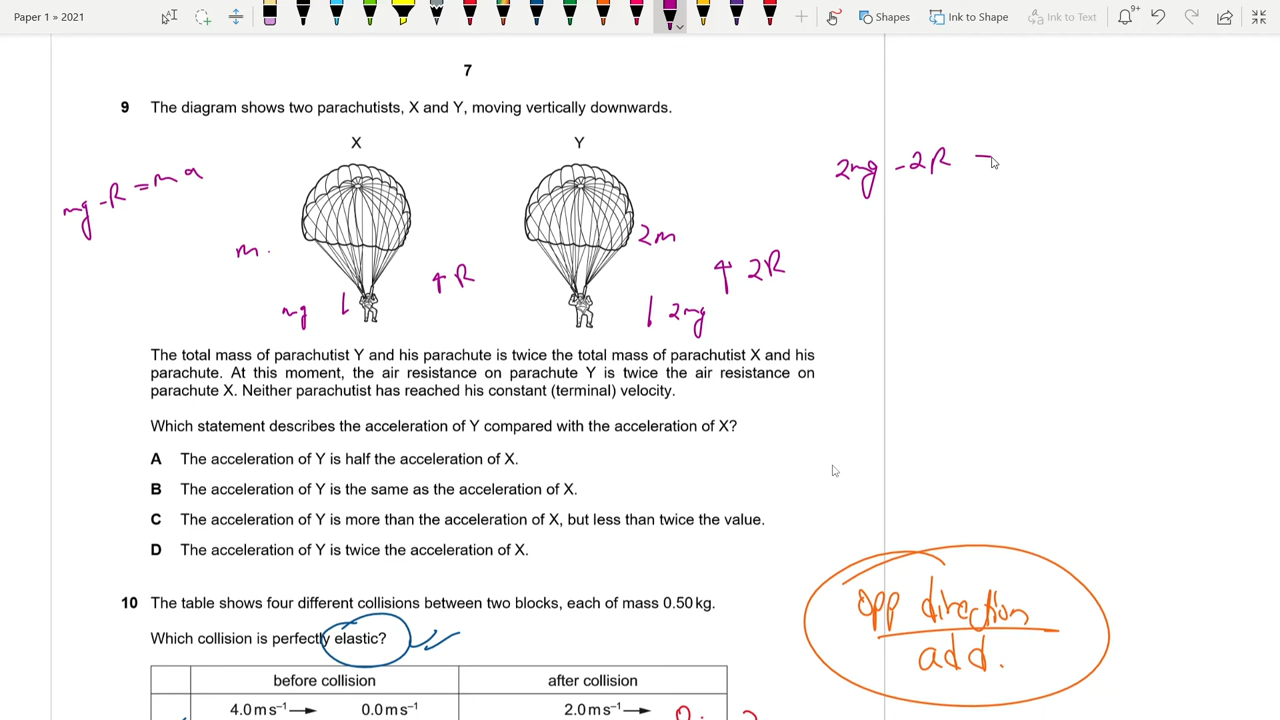 Paper 1 » 2021
Shapes
Ink to Shape
Ink to Text
9+
7
9 The diagram shows two parachutists, X and Y, moving vertically downwards.
X
Y
mg - R = ma
2mg - 2R
m.
2m
↑ R
↑ 2R
mg
2mg
The total mass of parachutist Y and his parachute is twice the total mass of parachutist X and his
parachute. At this moment, the air resistance on parachute Y is twice the air resistance on
parachute X. Neither parachutist has reached his constant (terminal) velocity.
Which statement describes the acceleration of Y compared with the acceleration of X?
A The acceleration of Y is half the acceleration of X.
B The acceleration of Y is the same as the acceleration of X.
C The acceleration of Y is more than the acceleration of X, but less than twice the value.
D The acceleration of Y is twice the acceleration of X.
opp direction
add.
10 The table shows four different collisions between two blocks, each of mass 0.50 kg.
Which collision is perfectly elastic?
before collision
after collision
4.0 m s⁻¹ →
0.0 m s⁻¹
2.0 m s⁻¹ →